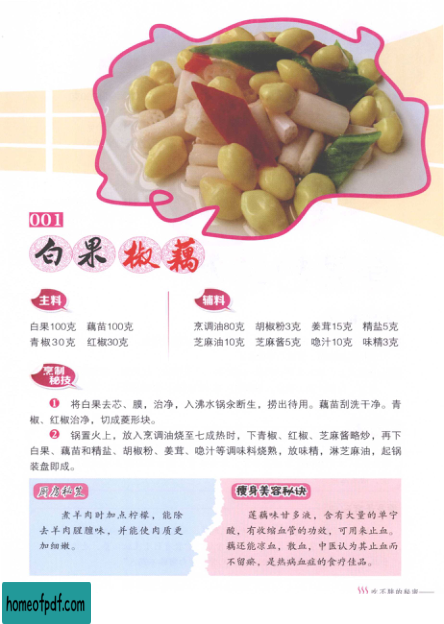 001
白果椒藕
主料
辅料
白果100克 藕苗100克
青椒30克 红椒30克
烹调油80克 胡椒粉3克 姜茸15克 精盐5克
芝麻油10克 芝麻酱5克 喼汁10克 味精3克
烹制
秘技
❶ 将白果去芯、膜，治净，入沸水锅汆断生，捞出待用。藕苗刮洗干净。青
椒、红椒治净，切成菱形块。
❷ 锅置火上，放入烹调油烧至七成热时，下青椒、红椒、芝麻酱略炒，再下
白果、藕苗和精盐、胡椒粉、姜茸、喼汁等调味料烧熟，放味精，淋芝麻油，起锅
装盘即成。
厨房私签
煮羊肉时加点柠檬，能除
去羊肉腥膻味，并能使肉质更
加细嫩。
瘦身美容秘诀
莲藕味甘多液，含有大量的单宁
酸，有收缩血管的功效，可用来止血。
藕还能凉血，散血，中医认为其止血而
不留瘀，是热病血症的食疗佳品。
homeofpdf.com